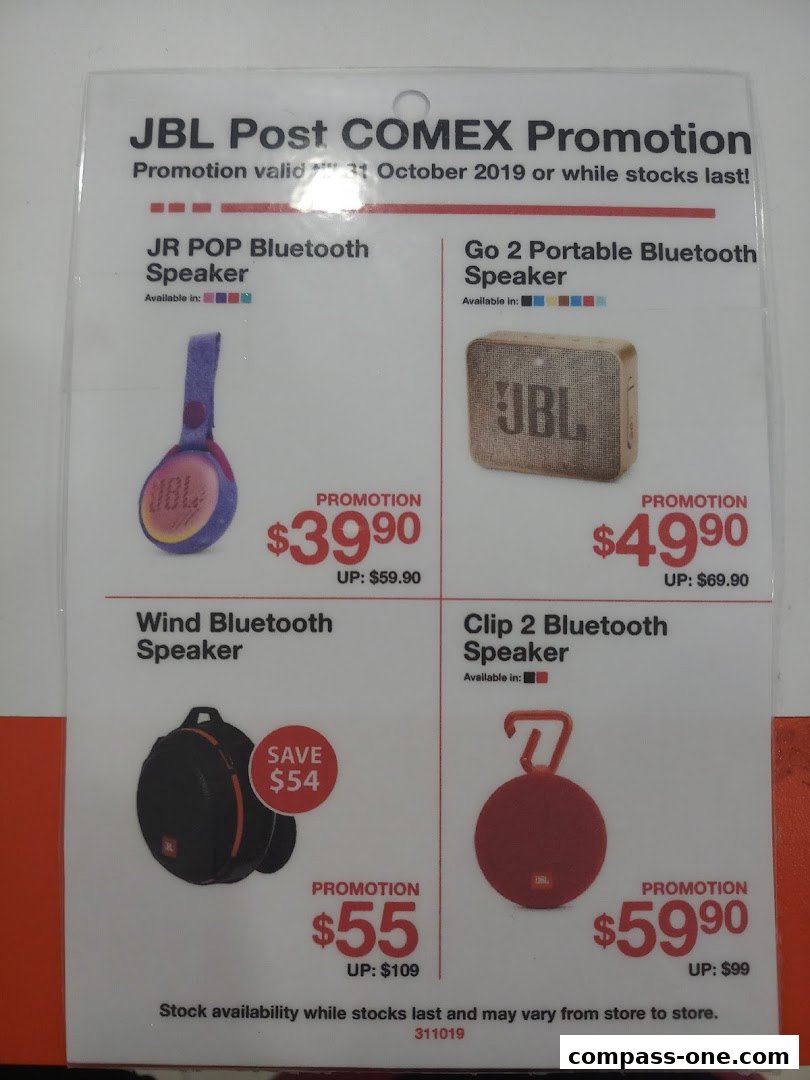 JBL Post COMEX Promotion
Promotion valid till 31 October 2019 or while stocks last!
JR POP Bluetooth
Speaker
Available in:
JBL
PROMOTION
$39.90
UP: $59.90
Go 2 Portable Bluetooth
Speaker
Available in:
JBL
PROMOTION
$49.90
UP: $69.90
Wind Bluetooth
Speaker
SAVE
$54
PROMOTION
$55
UP: $109
Clip 2 Bluetooth
Speaker
Available in:
JBL
PROMOTION
$59.90
UP: $99
Stock availability while stocks last and may vary from store to store.
311019
compass-one.com